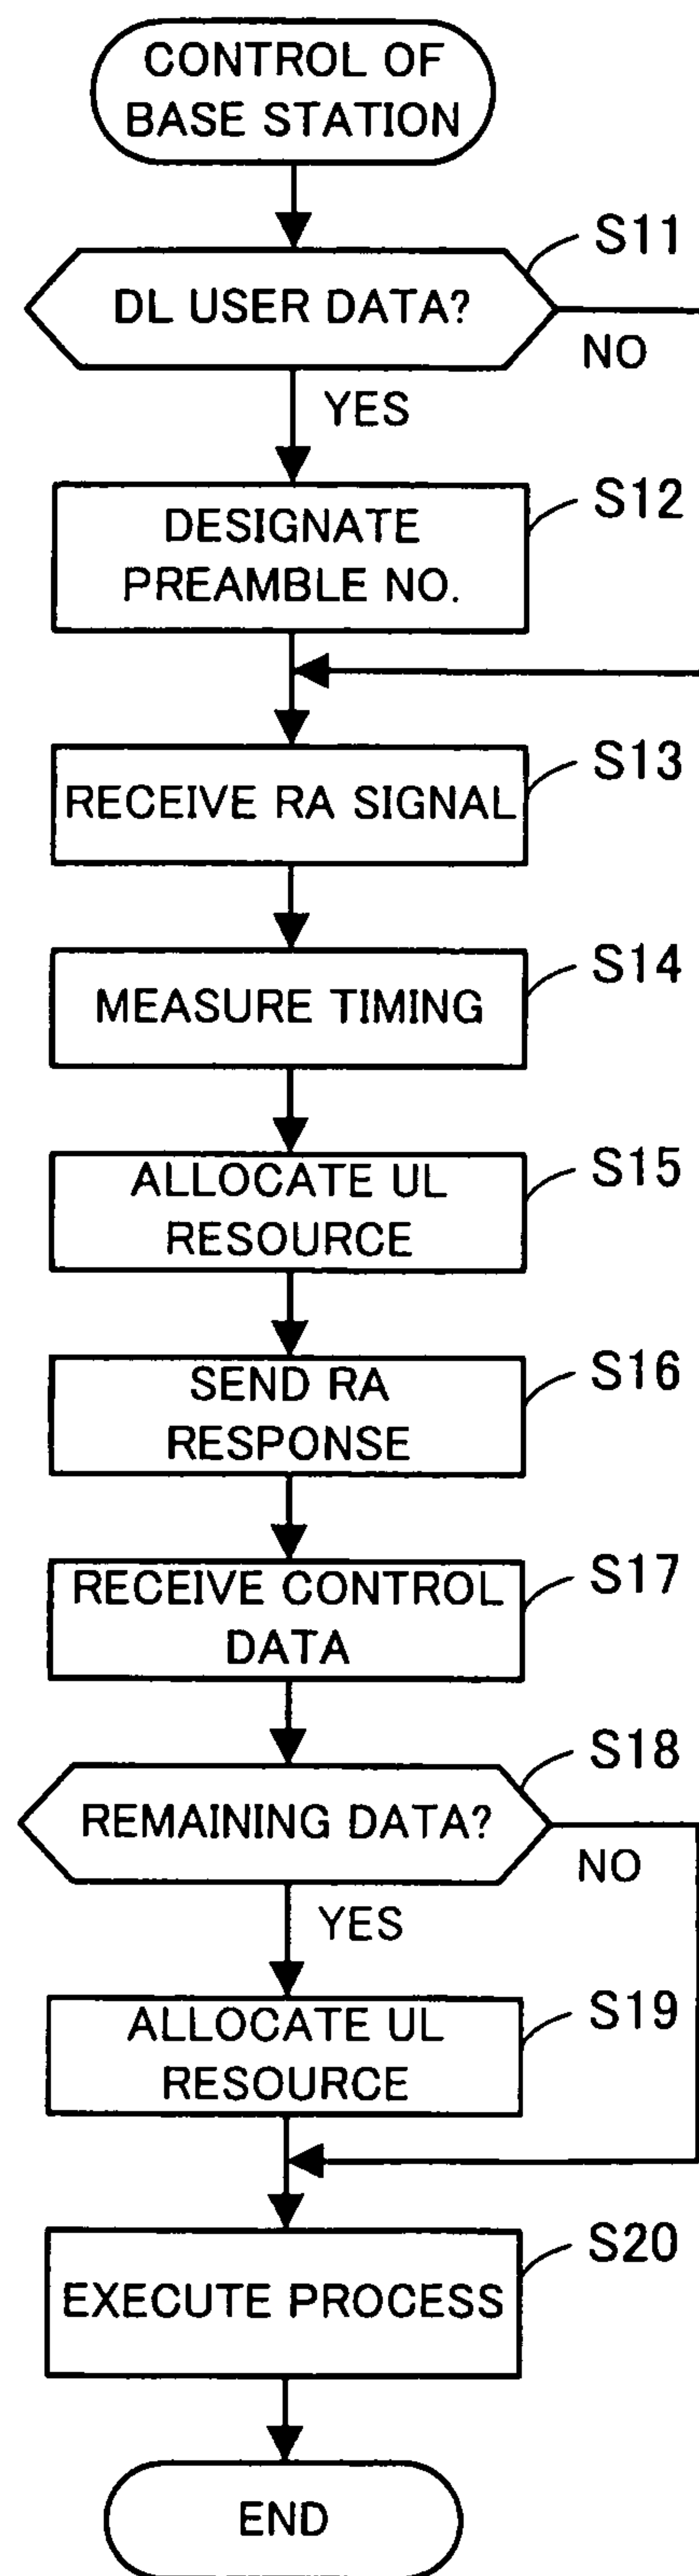 CONTROL OF
BASE STATION
S11
DL USER DATA?
NO
YES
S12
DESIGNATE
PREAMBLE NO.
S13
RECEIVE RA SIGNAL
S14
MEASURE TIMING
S15
ALLOCATE UL
RESOURCE
S16
SEND RA
RESPONSE
S17
RECEIVE CONTROL
DATA
S18
REMAINING DATA?
NO
YES
S19
ALLOCATE UL
RESOURCE
S20
EXECUTE PROCESS
END